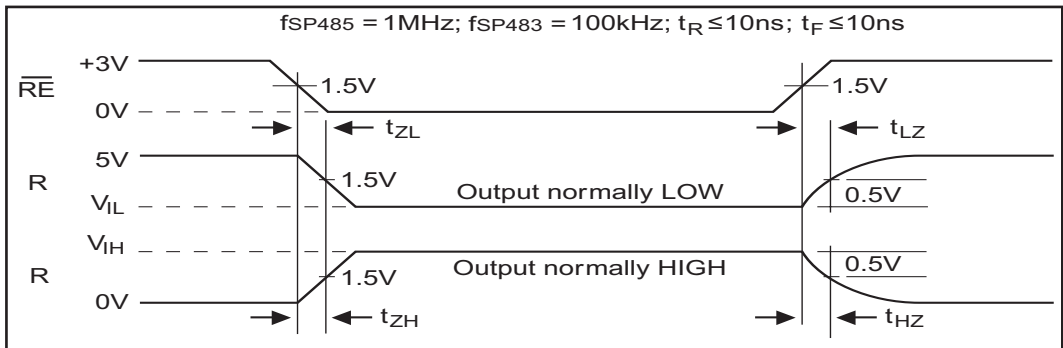 fSP485 = 1MHz; fSP483 = 100kHz; tR ≤ 10ns; tF ≤ 10ns
+3V
RE
1.5V
1.5V
0V
tZL
tLZ
5V
R
1.5V
Output normally LOW
0.5V
VIL
VIH
0.5V
R
1.5V
Output normally HIGH
0V
tZH
tHZ